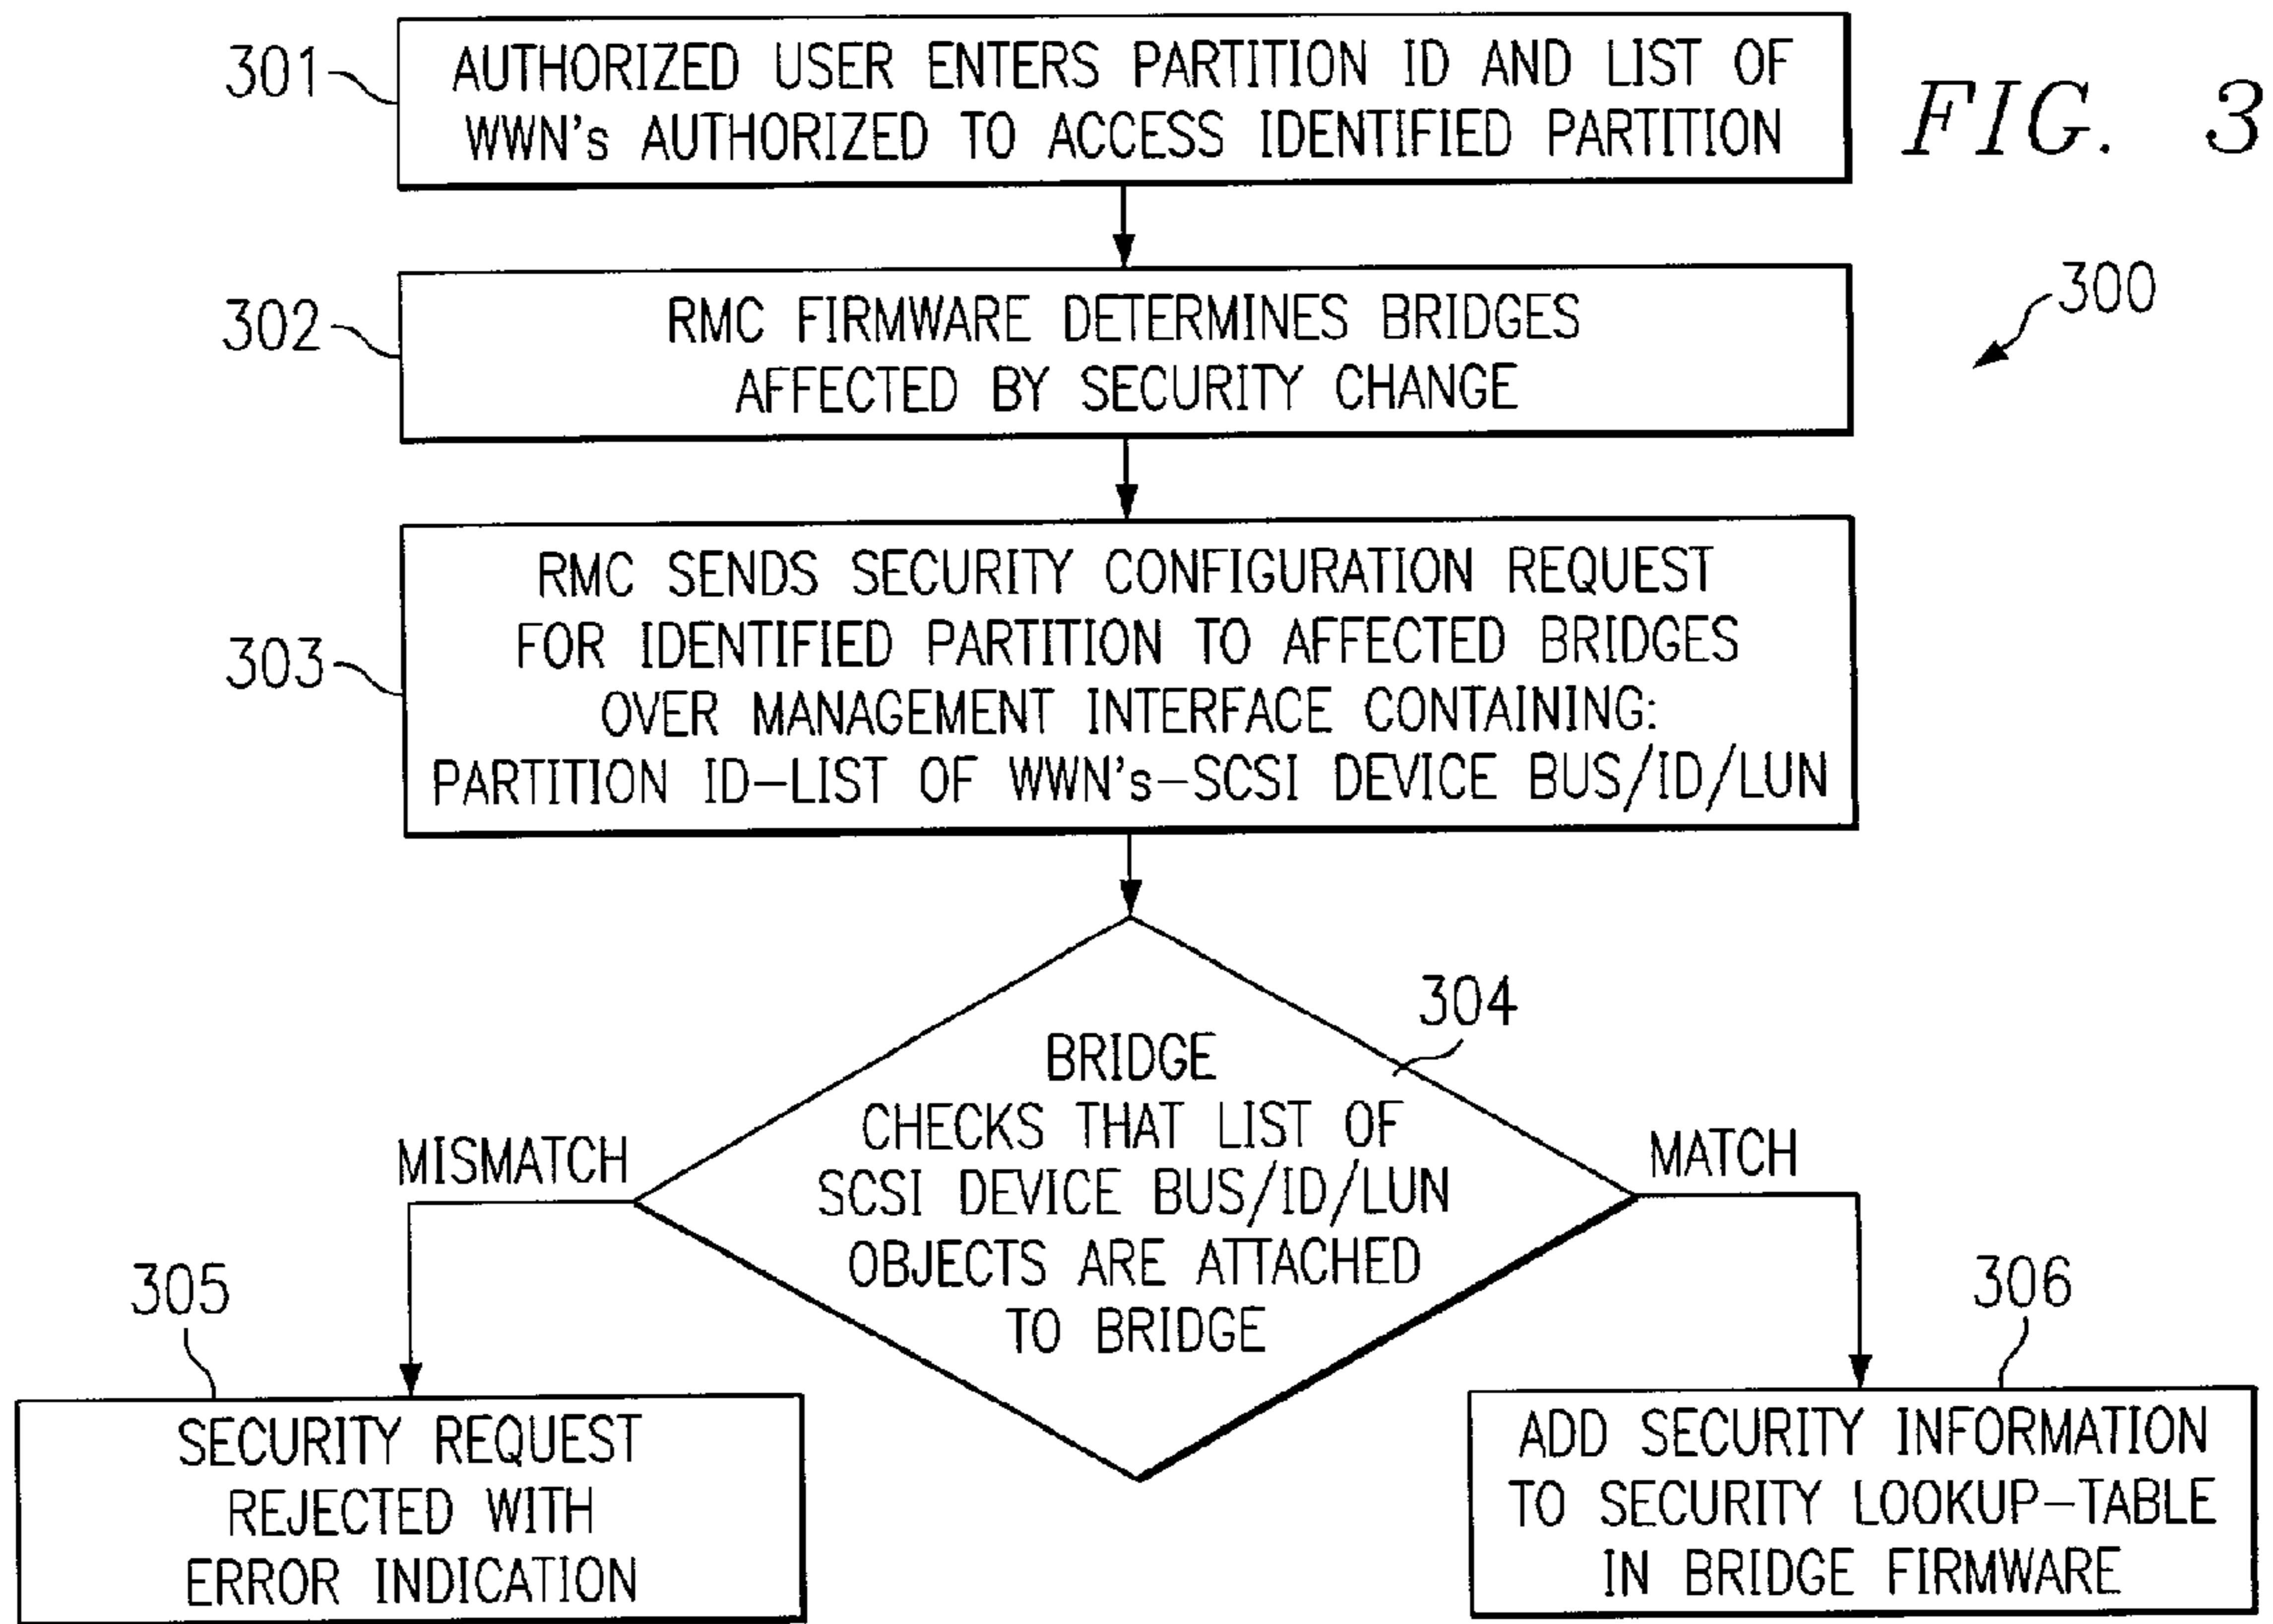 301
AUTHORIZED USER ENTERS PARTITION ID AND LIST OF
WWN's AUTHORIZED TO ACCESS IDENTIFIED PARTITION
FIG. 3
302
RMC FIRMWARE DETERMINES BRIDGES
AFFECTED BY SECURITY CHANGE
300
303
RMC SENDS SECURITY CONFIGURATION REQUEST
FOR IDENTIFIED PARTITION TO AFFECTED BRIDGES
OVER MANAGEMENT INTERFACE CONTAINING:
PARTITION ID–LIST OF WWN's–SCSI DEVICE BUS/ID/LUN
304
BRIDGE
CHECKS THAT LIST OF
SCSI DEVICE BUS/ID/LUN
OBJECTS ARE ATTACHED
TO BRIDGE
MISMATCH
MATCH
305
SECURITY REQUEST
REJECTED WITH
ERROR INDICATION
306
ADD SECURITY INFORMATION
TO SECURITY LOOKUP–TABLE
IN BRIDGE FIRMWARE